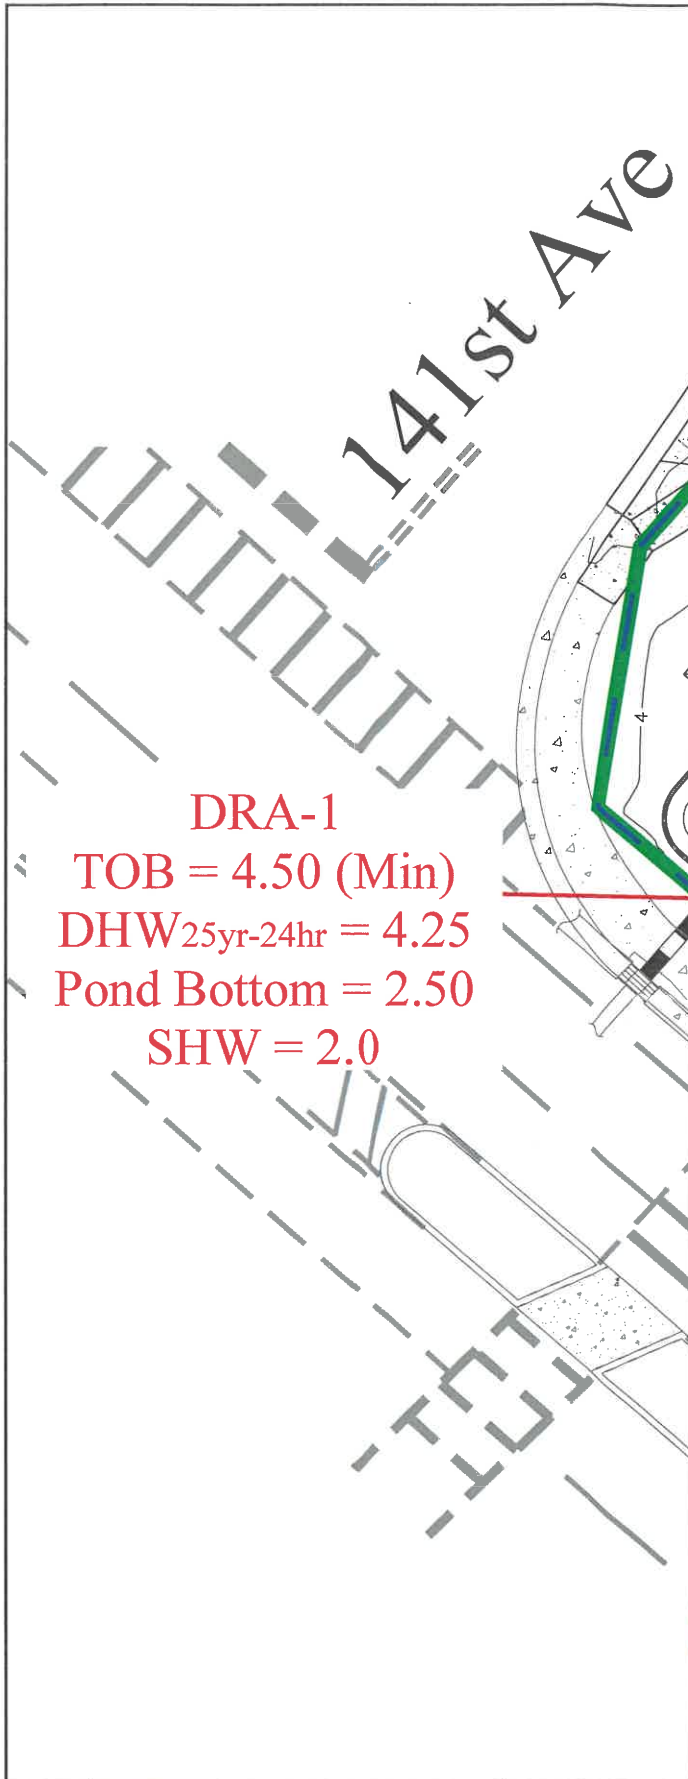 141st Ave
4
DRA-1
TOB = 4.50 (Min)
DHW25yr-24hr = 4.25
Pond Bottom = 2.50
SHW = 2.0